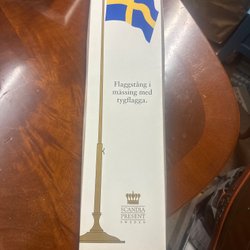 Flaggstång i
mässing med
tygflagga.
SCANDIA
PRESENT
SWEDEN